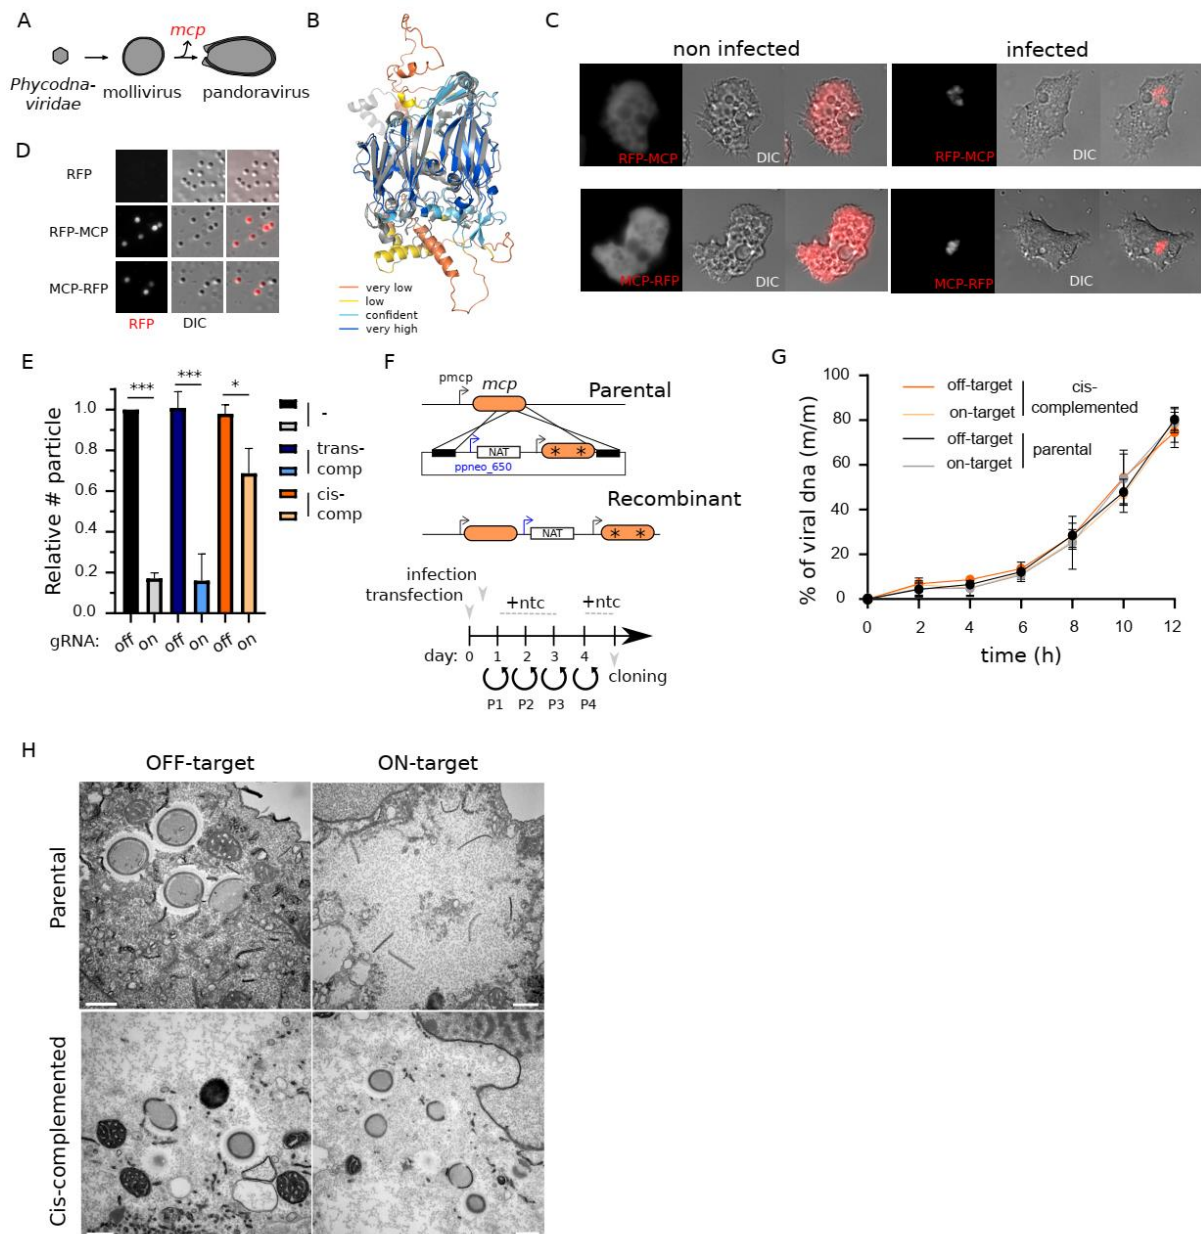 A
mcp
Phycodna-
viridae
mollivirus
pandoravirus
B
very low
low
confident
very high
C
non infected
infected
RFP-MCP
DIC
RFP-MCP
DIC
MCP-RFP
DIC
MCP-RFP
DIC
D
RFP
RFP-MCP
MCP-RFP
RFP
DIC
E
Relative # particle
1.0
0.8
0.6
0.4
0.2
0.0
***
***
*
gRNA:
off
on
off
on
off
on
-
trans-
comp
cis-
comp
F
pmcp
mcp
Parental
NAT
* *
ppneo_650
Recombinant
NAT
* *
infection
transfection
+ntc
+ntc
day:
0
1
2
3
4
cloning
P1
P2
P3
P4
G
% of viral dna (m/m)
100
80
60
40
20
0
0
2
4
6
8
10
12
time (h)
off-target
on-target
cis-
complemented
off-target
on-target
parental
H
OFF-target
ON-target
Parental
Cis-complemented